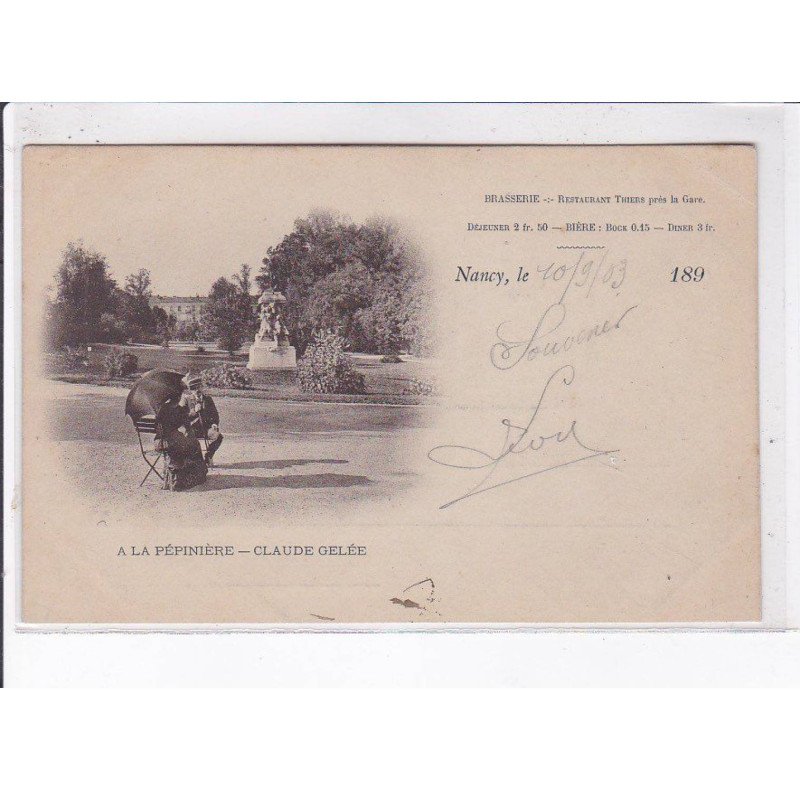 BRASSERIE -:- RESTAURANT THIERS près la Gare.
DÉJEUNER 2 fr. 50 — BIÈRE : BOCK 0.15 — DINER 3 fr.
Nancy, le 10/9/03 189
Souvenir
A LA PÉPINIÈRE — CLAUDE GELÉE